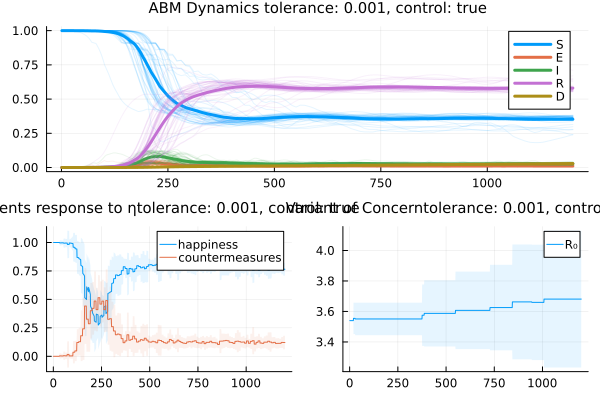 ABM Dynamics tolerance: 0.001, control: true
1.00
0.75
0.50
0.25
0.00
S
E
I
R
D
0 250 500 750 1000
ents response to ηtolerance: 0.001, control: true
Variant of Concerntolerance: 0.001, contro
1.00
0.75
0.50
0.25
0.00
happiness
countermeasures
0 250 500 750 1000
4.0
3.8
3.6
3.4
R₀
0 250 500 750 1000